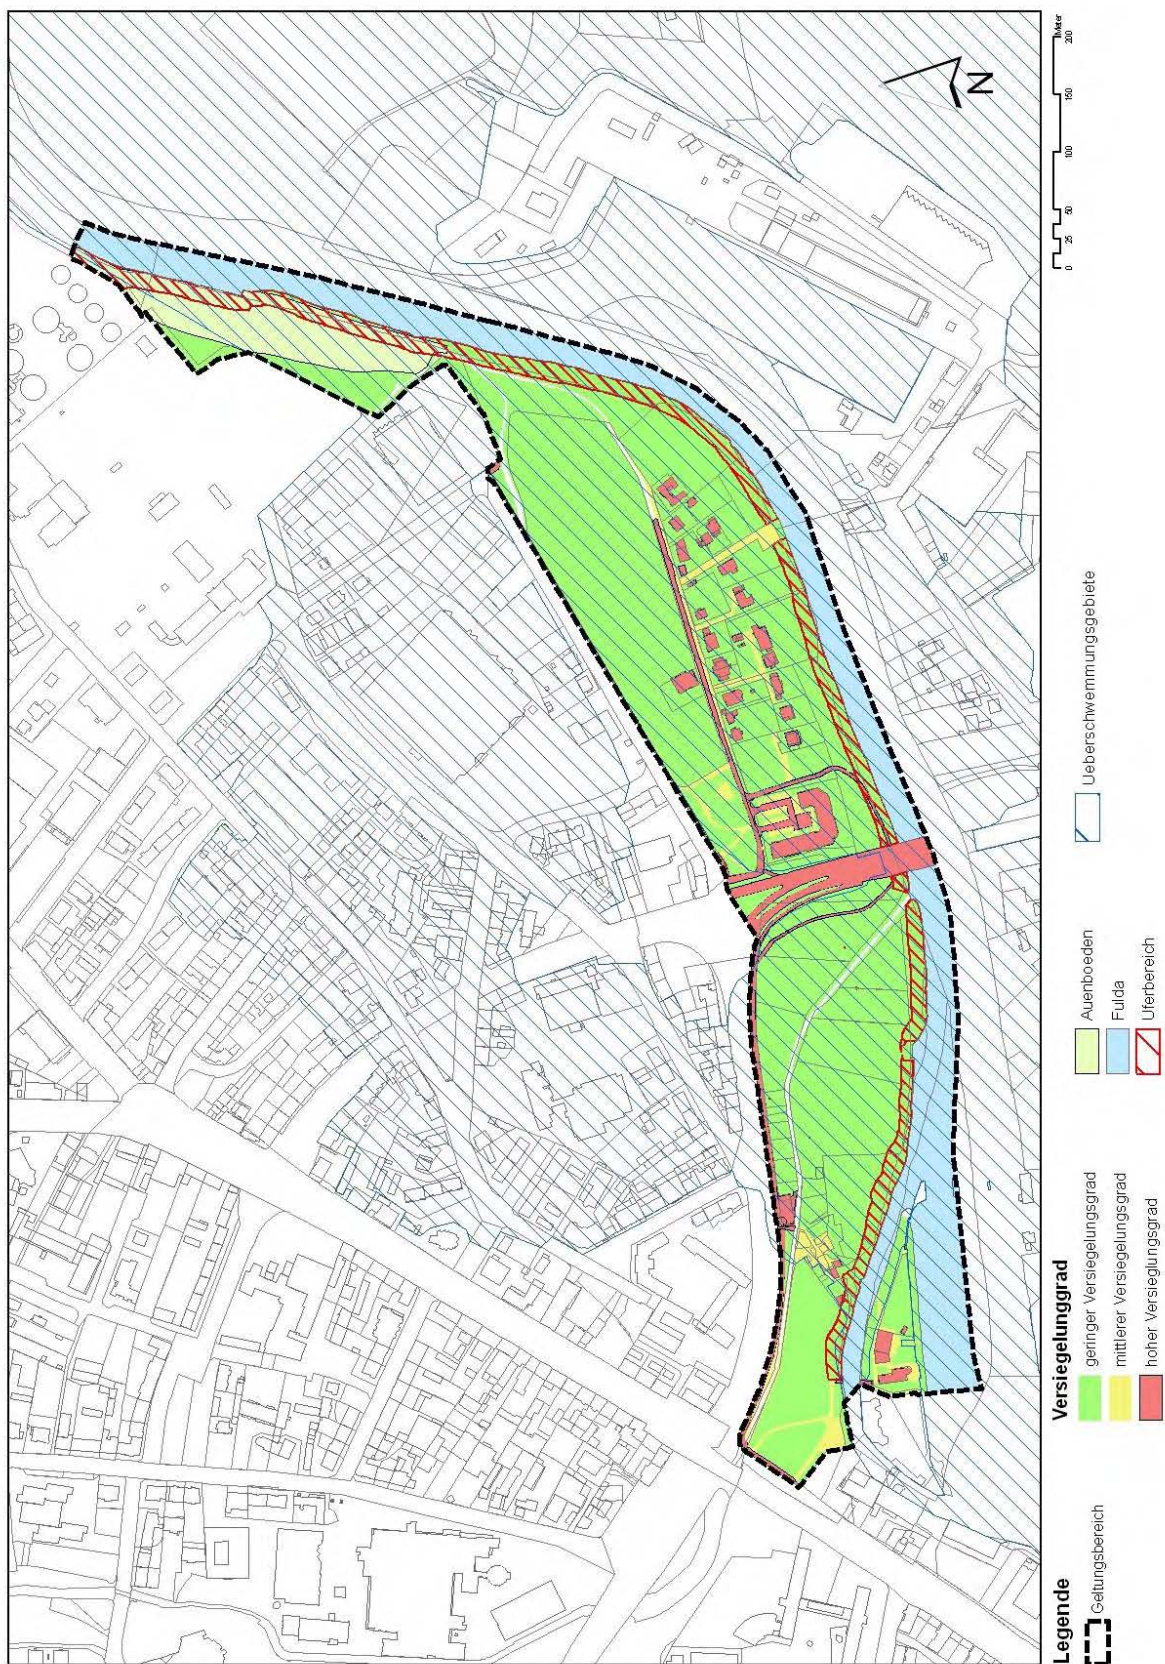 N
0 25 50 100 150 200
Meter
Legende
Geltungsbereich
Versiegelunggrad
geringer Versiegelungsgrad
mittlerer Versiegelungsgrad
hoher Versieglungsgrad
Auenboeden
Fulda
Uferbereich
Ueberschwemmungsgebiete